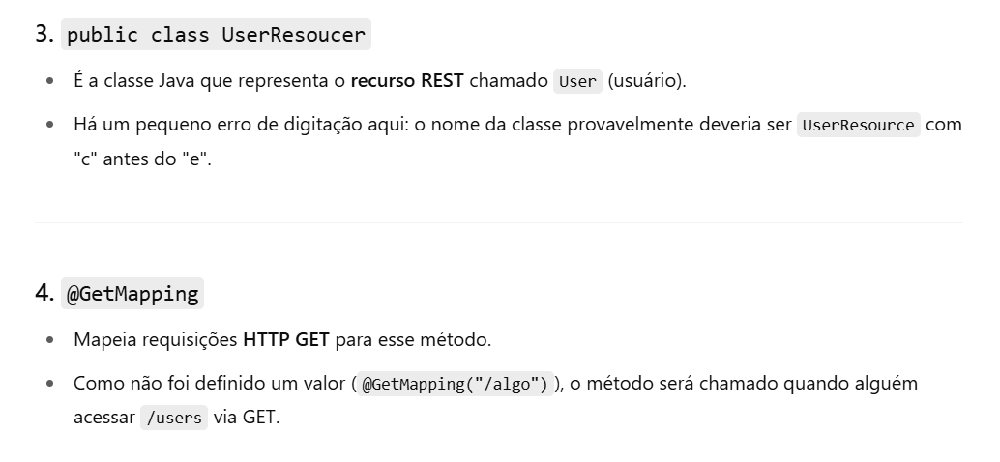 3. public class UserResoucer
• É a classe Java que representa o recurso REST chamado User (usuário).
• Há um pequeno erro de digitação aqui: o nome da classe provavelmente deveria ser UserResource com
"c" antes do "e".
4. @GetMapping
• Mapeia requisições HTTP GET para esse método.
• Como não foi definido um valor (@GetMapping("/algo")), o método será chamado quando alguém
acessar /users via GET.